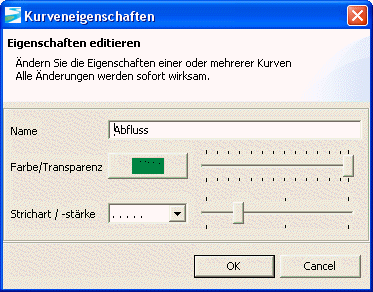 Kurveneigenschaften
Eigenschaften editieren
Ändern Sie die Eigenschaften einer oder mehrerer Kurven
Alle Änderungen werden sofort wirksam.
Name
Abfluss
Farbe/Transparenz
Strichart / -stärke
OK
Cancel